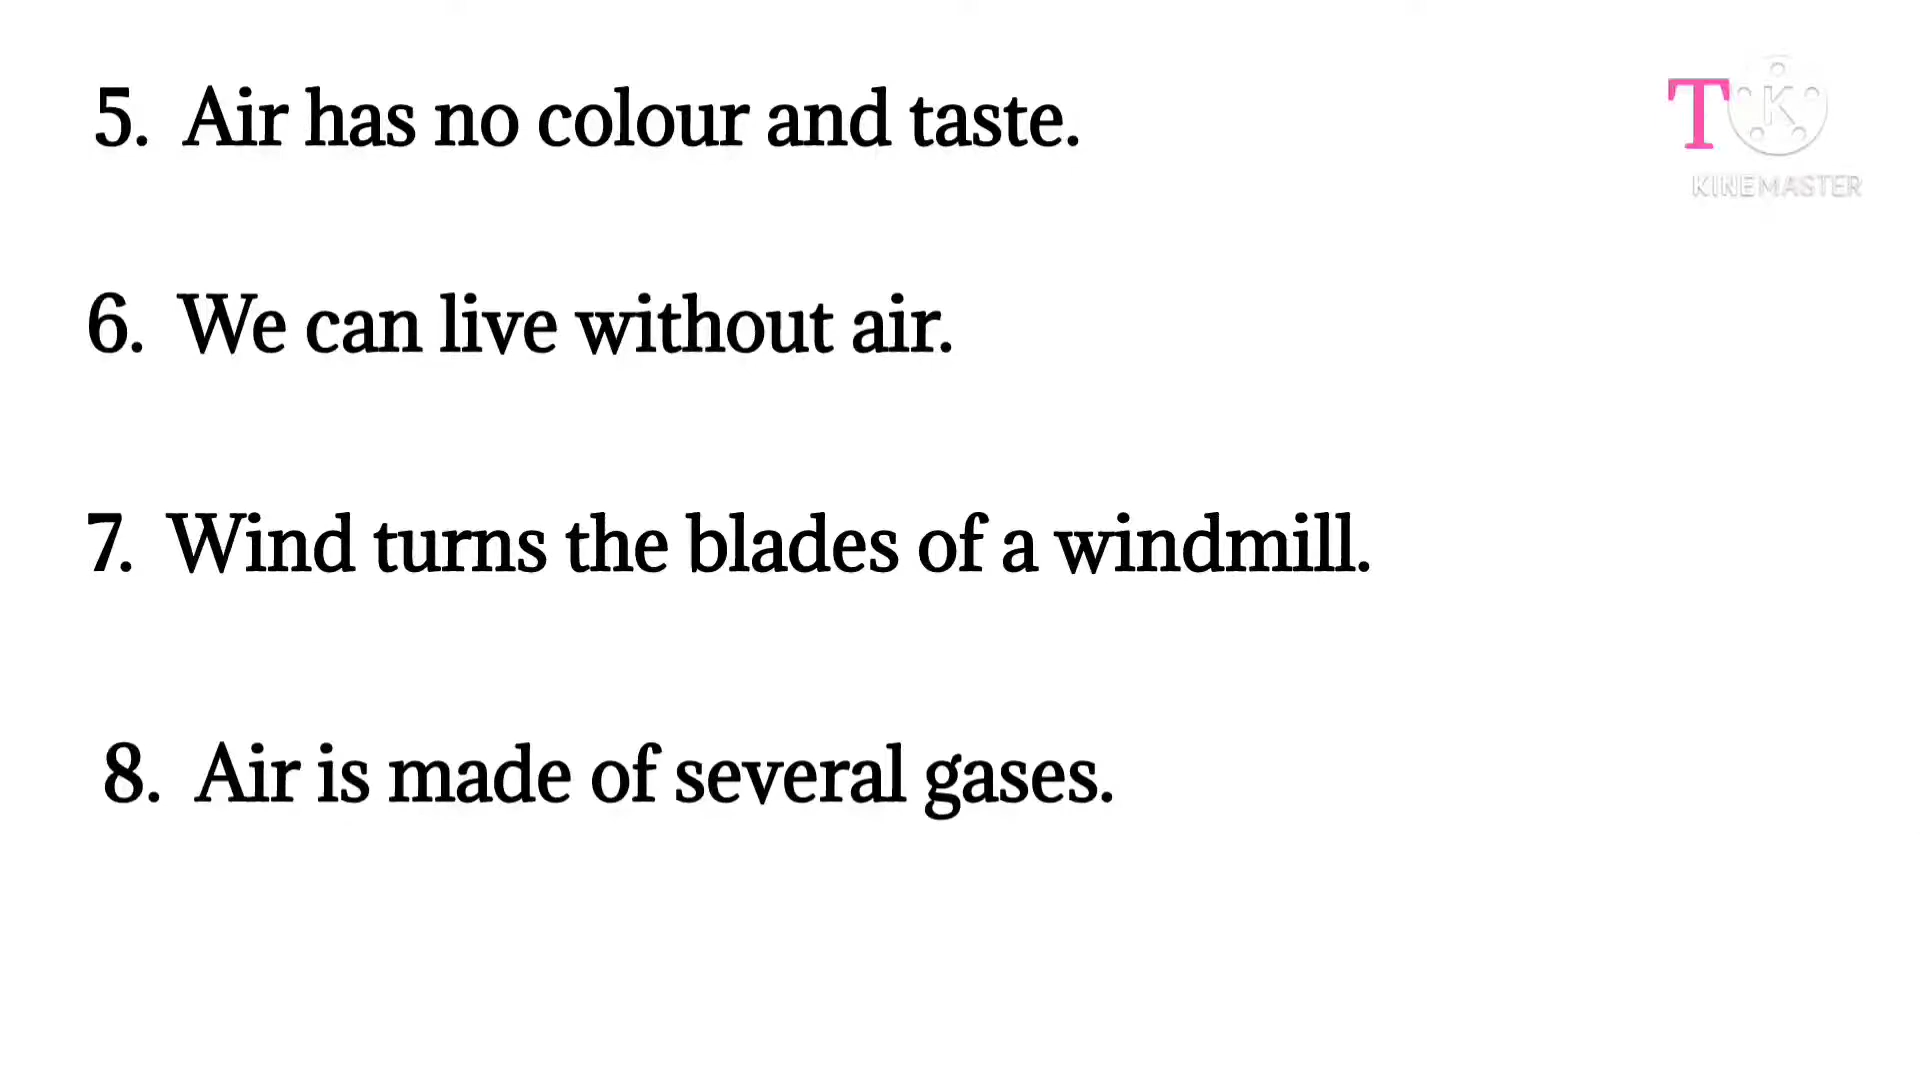 5. Air has no colour and taste.
T K
KINEMASTER
6. We can live without air.
7. Wind turns the blades of a windmill.
8. Air is made of several gases.